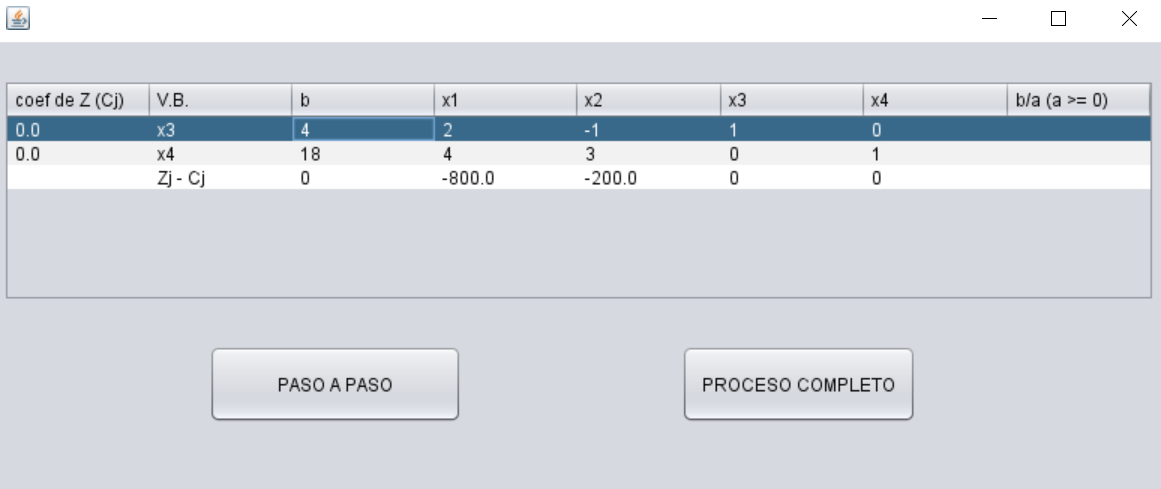 coef de Z (Cj) V.B. b x1 x2 x3 x4 b/a (a >= 0)
0.0 x3 4 2 -1 1 0
0.0 x4 18 4 3 0 1
Zj - Cj 0 -800.0 -200.0 0 0
PASO A PASO PROCESO COMPLETO